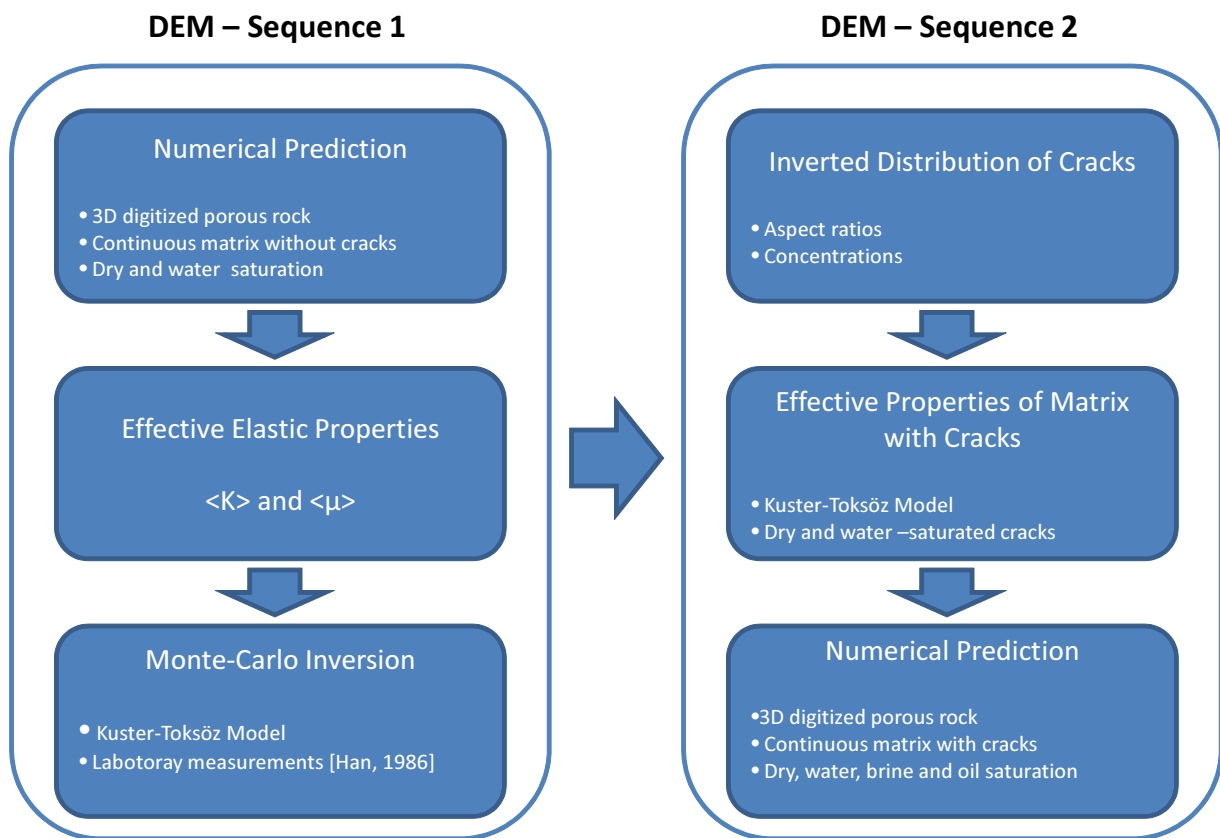 DEM – Sequence 1
Numerical Prediction
• 3D digitized porous rock
• Continuous matrix without cracks
• Dry and water saturation
Effective Elastic Properties
<K> and <µ>
Monte-Carlo Inversion
• Kuster-Toksöz Model
• Labotoray measurements [Han, 1986]
DEM – Sequence 2
Inverted Distribution of Cracks
• Aspect ratios
• Concentrations
Effective Properties of Matrix
with Cracks
• Kuster-Toksöz Model
• Dry and water –saturated cracks
Numerical Prediction
•3D digitized porous rock
• Continuous matrix with cracks
• Dry, water, brine and oil saturation